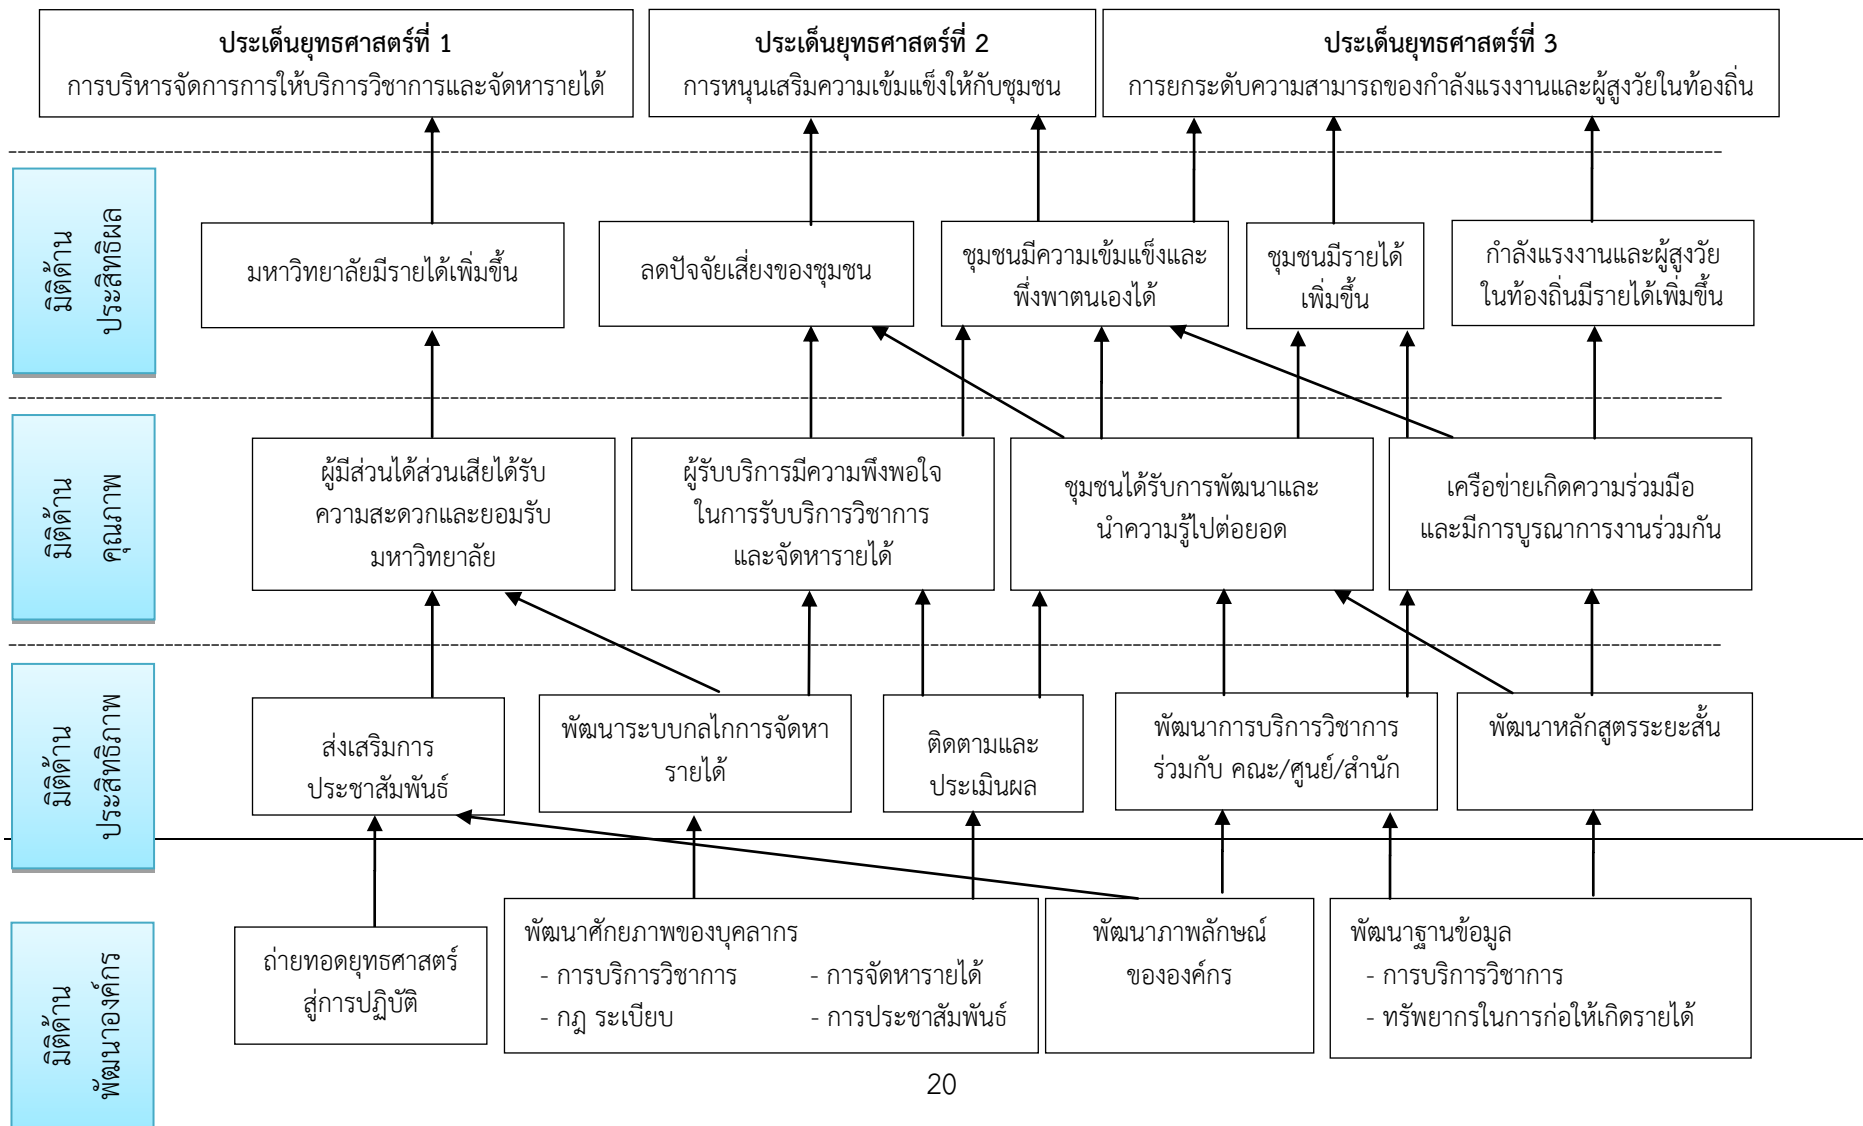 ประเด็นยุทธศาสตร์ที่ 1
การบริหารจัดการการให้บริการวิชาการและจัดหารายได้
ประเด็นยุทธศาสตร์ที่ 2
การหนุนเสริมความเข้มแข็งให้กับชุมชน
ประเด็นยุทธศาสตร์ที่ 3
การยกระดับความสามารถของกำลังแรงงานและผู้สูงวัยในท้องถิ่น
มิติด้าน
ประสิทธิผล
มหาวิทยาลัยมีรายได้เพิ่มขึ้น
ลดปัจจัยเสี่ยงของชุมชน
ชุมชนมีความเข้มแข็งและ
พึ่งพาตนเองได้
ชุมชนมีรายได้
เพิ่มขึ้น
กำลังแรงงานและผู้สูงวัย
ในท้องถิ่นมีรายได้เพิ่มขึ้น
มิติด้าน
คุณภาพ
ผู้มีส่วนได้ส่วนเสียได้รับ
ความสะดวกและยอมรับ
มหาวิทยาลัย
ผู้รับบริการมีความพึงพอใจ
ในการรับบริการวิชาการ
และจัดหารายได้
ชุมชนได้รับการพัฒนาและ
นำความรู้ไปต่อยอด
เครือข่ายเกิดความร่วมมือ
และมีการบูรณาการงานร่วมกัน
มิติด้าน
ประสิทธิภาพ
ส่งเสริมการ
ประชาสัมพันธ์
พัฒนาระบบกลไกการจัดหา
รายได้
ติดตามและ
ประเมินผล
พัฒนาการบริการวิชาการ
ร่วมกับ คณะ/ศูนย์/สำนัก
พัฒนาหลักสูตรระยะสั้น
มิติด้าน
พัฒนาองค์กร
ถ่ายทอดยุทธศาสตร์
สู่การปฏิบัติ
พัฒนาศักยภาพของบุคลากร
- การบริการวิชาการ - การจัดหารายได้
- กฎ ระเบียบ - การประชาสัมพันธ์
พัฒนาภาพลักษณ์
ขององค์กร
พัฒนาฐานข้อมูล
- การบริการวิชาการ
- ทรัพยากรในการก่อให้เกิดรายได้
20